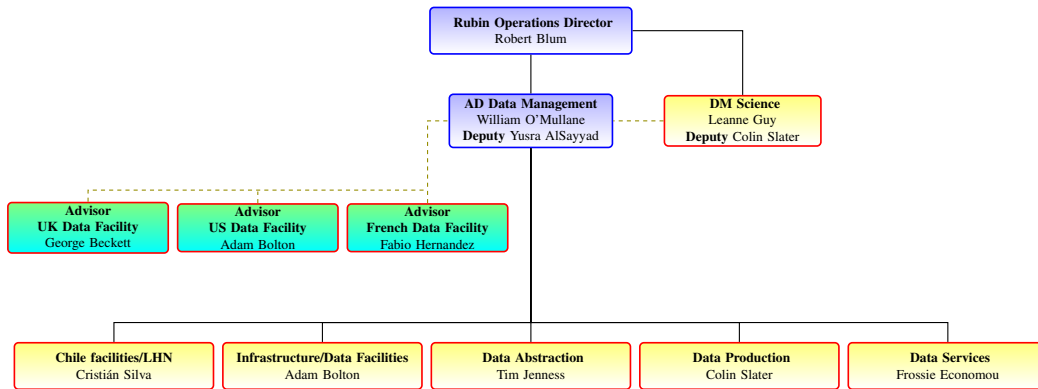 Rubin Operations Director
Robert Blum
AD Data Management
William O'Mullane
Deputy Yusra AlSayyad
DM Science
Leanne Guy
Deputy Colin Slater
Advisor
UK Data Facility
George Beckett
Advisor
US Data Facility
Adam Bolton
Advisor
French Data Facility
Fabio Hernandez
Chile facilities/LHN
Cristián Silva
Infrastructure/Data Facilities
Adam Bolton
Data Abstraction
Tim Jenness
Data Production
Colin Slater
Data Services
Frossie Economou